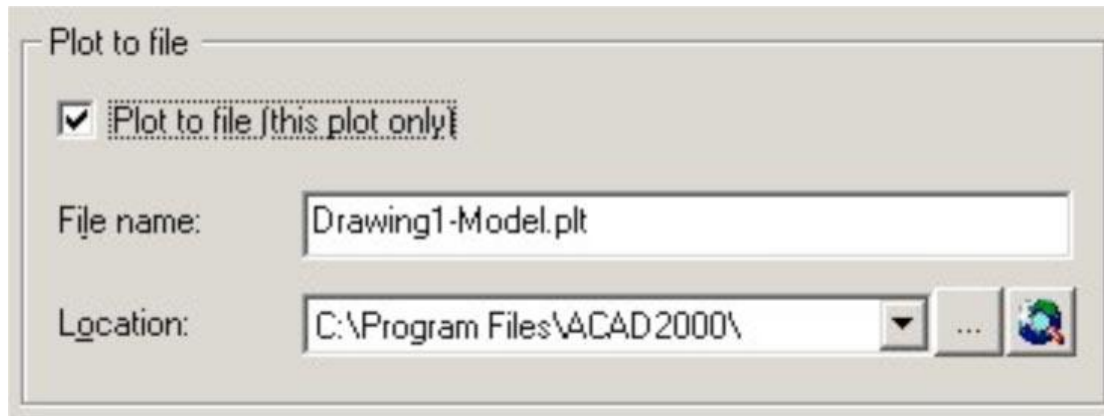 Plot to file
Plot to file (this plot only)
File name:
Drawing1-Model.plt
Location:
C:\Program Files\ACAD2000\
...